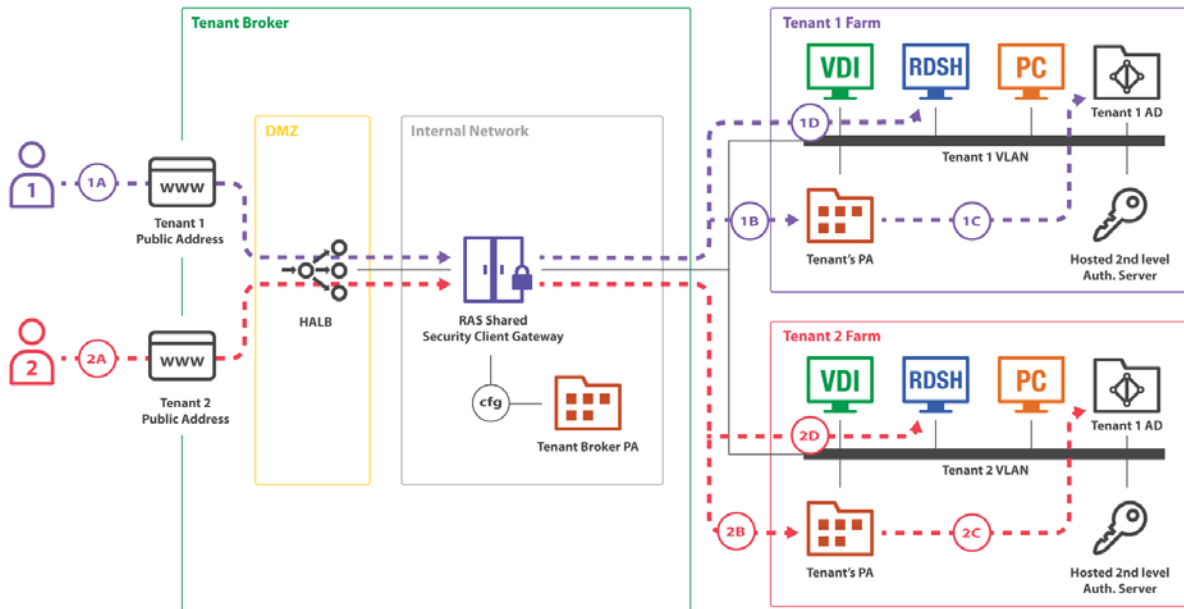 Tenant Broker
DMZ
Internal Network
1
1A
www
Tenant 1
Public Address
2
2A
www
Tenant 2
Public Address
HALB
RAS Shared
Security Client Gateway
cfg
Tenant Broker PA
Tenant 1 Farm
VDI
RDSH
PC
1D
Tenant 1 AD
Tenant 1 VLAN
1B
1C
Tenant's PA
Hosted 2nd level
Auth. Server
Tenant 2 Farm
VDI
RDSH
PC
2D
Tenant 1 AD
Tenant 2 VLAN
2B
2C
Tenant's PA
Hosted 2nd level
Auth. Server